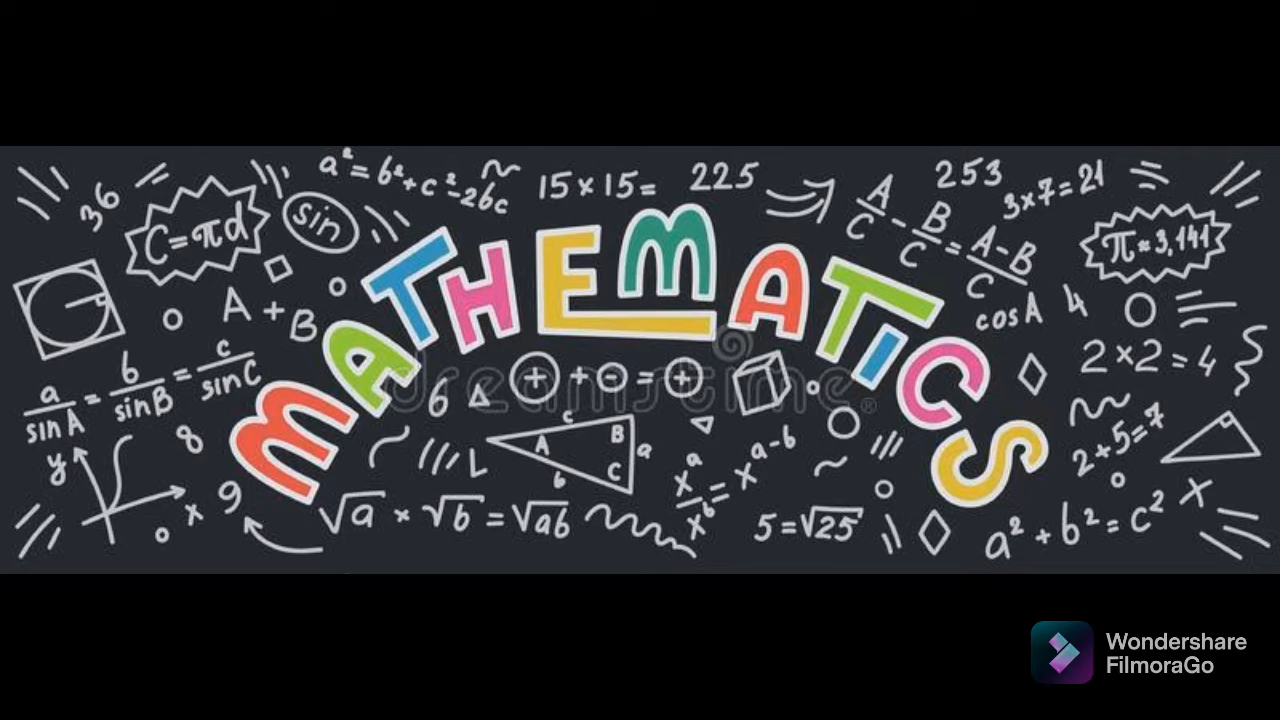 a² = b² + c² - 2bc
15 × 15 =
225
253
3 × 7 = 21
36
C = πd
sin
A/C - B/C = A-B/C
π ≈ 3,141
MATHEMATICS
A + B
cos A
4
a/sin A = b/sin B = c/sin C
2 × 2 = 4
dreamstime®
6
⊕ + ⊖ = ⊕
8
c
A
B
a
C
b
x^a/x^b = x^a-b
2 + 5 = 7
y
x
9
√a × √b = √ab
5 = √25
a² + b² = c²
x
Wondershare
FilmoraGo